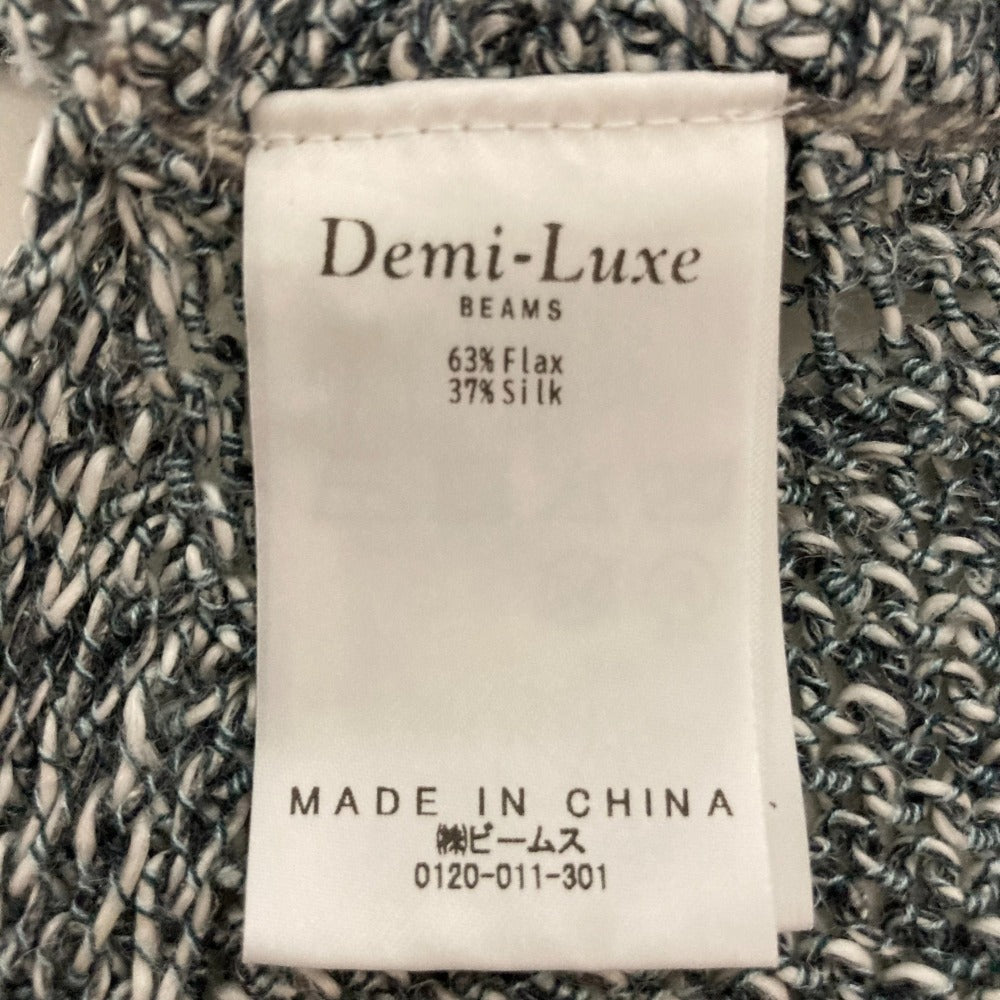 Demi-Luxe
BEAMS
63% Flax
37% Silk
MADE IN CHINA
㈱ビームス
0120-011-301